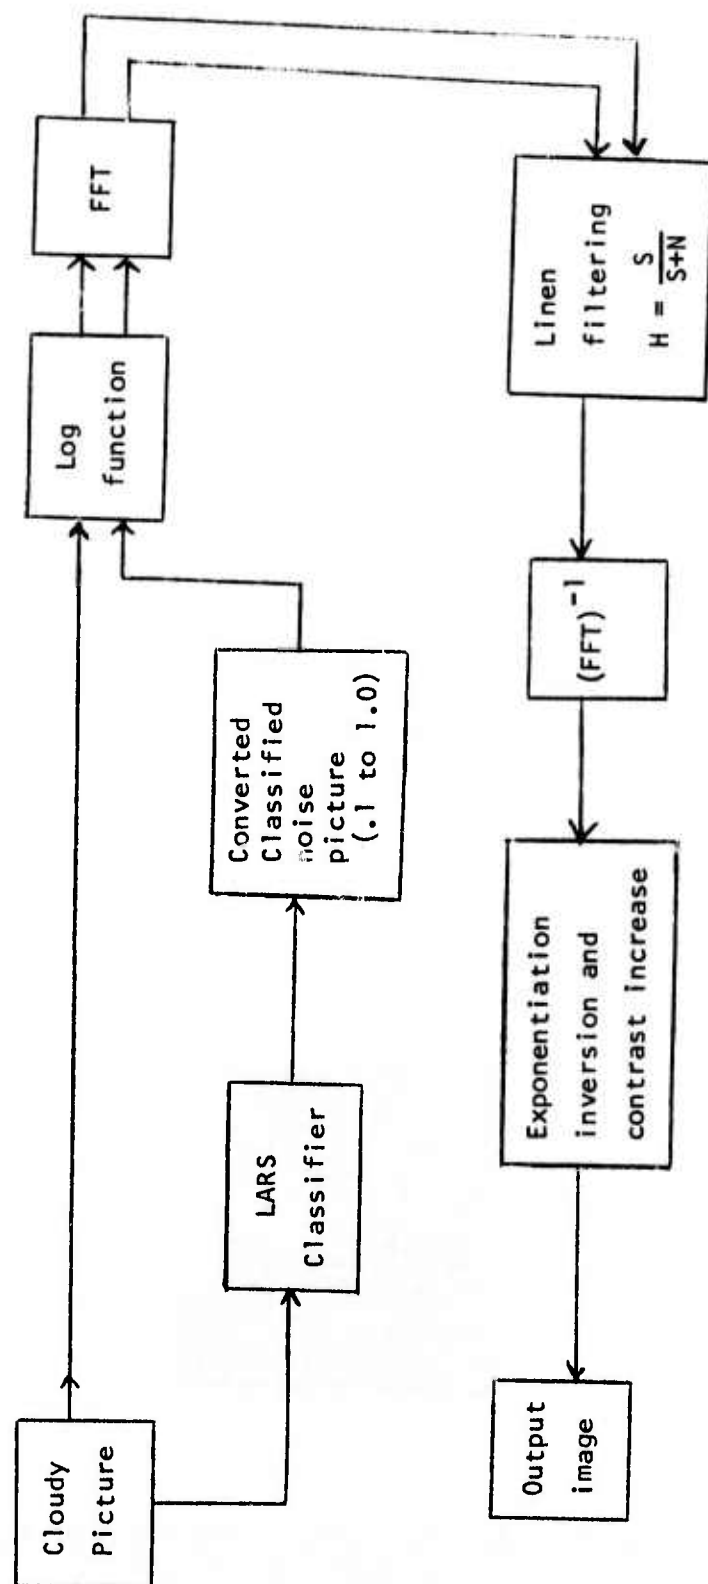 Cloudy
Picture
LARS
Classifier
Converted
Classified
noise
picture
(.1 to 1.0)
Log
function
FFT
Linen
filtering
H = S
S+N
(FFT)-1
Exponentiation
inversion and
contrast increase
Output
image